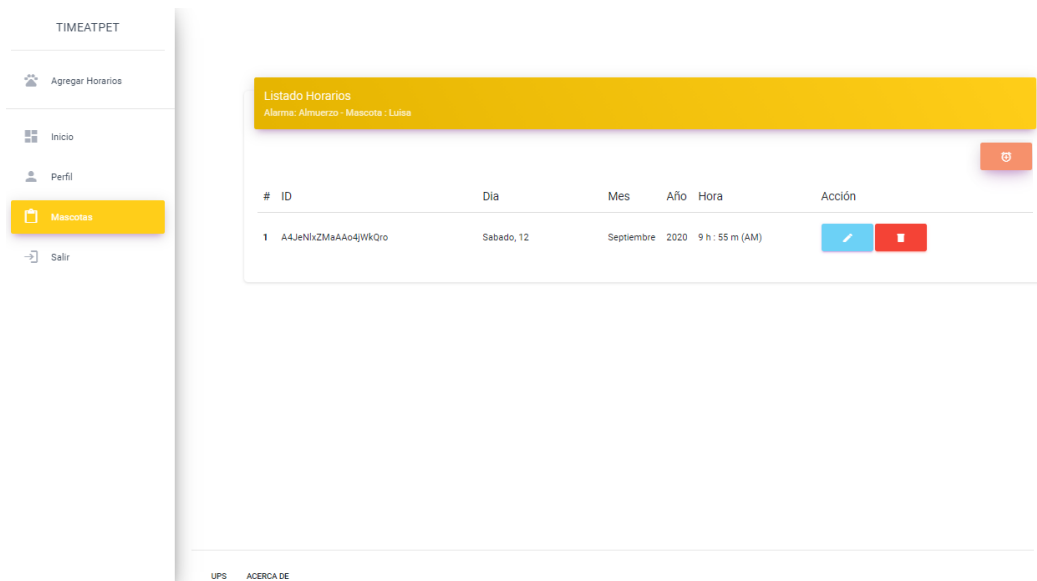 TIMEATPET
Agregar Horarios
Inicio
Perfil
Mascotas
Salir
Listado Horarios
Alarma: Almuerzo - Mascota : Luisa
# ID Dia Mes Año Hora Acción
1 A4JeNlxZMaAAo4jWkQro Sabado, 12 Septiembre 2020 9 h : 55 m (AM)
UPS ACERCA DE